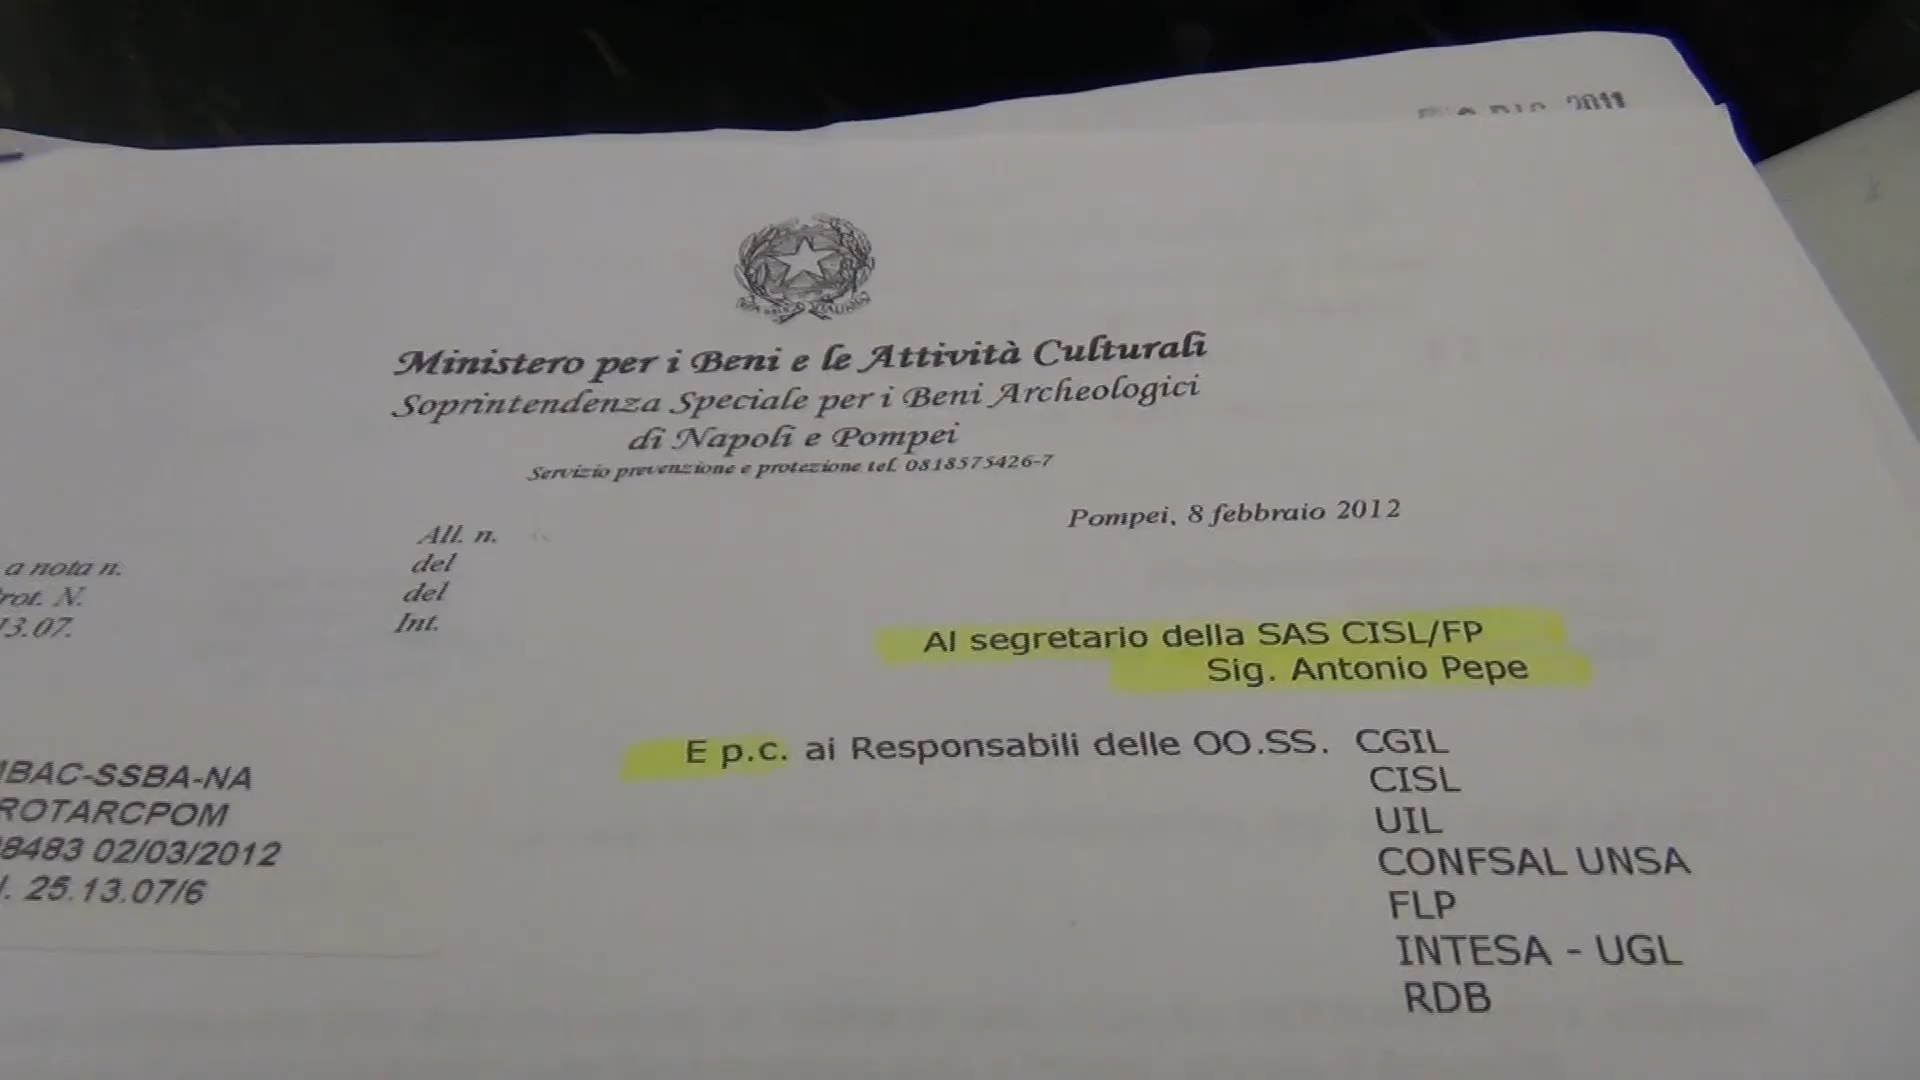 2011
Ministero per i Beni e le Attività Culturali
Soprintendenza Speciale per i Beni Archeologici
di Napoli e Pompei
Servizio prevenzione e protezione tel. 0818575426-7
Pompei, 8 febbraio 2012
All. n.
a nota n.
del
rot. N.
del
13.07.
Int.
Al segretario della SAS CISL/FP
Sig. Antonio Pepe
E p.c. ai Responsabili delle OO.SS. CGIL
CISL
UIL
CONFSAL UNSA
FLP
INTESA - UGL
RDB
BAC-SSBA-NA
ROTARCPOM
8483 02/03/2012
. 25.13.07/6